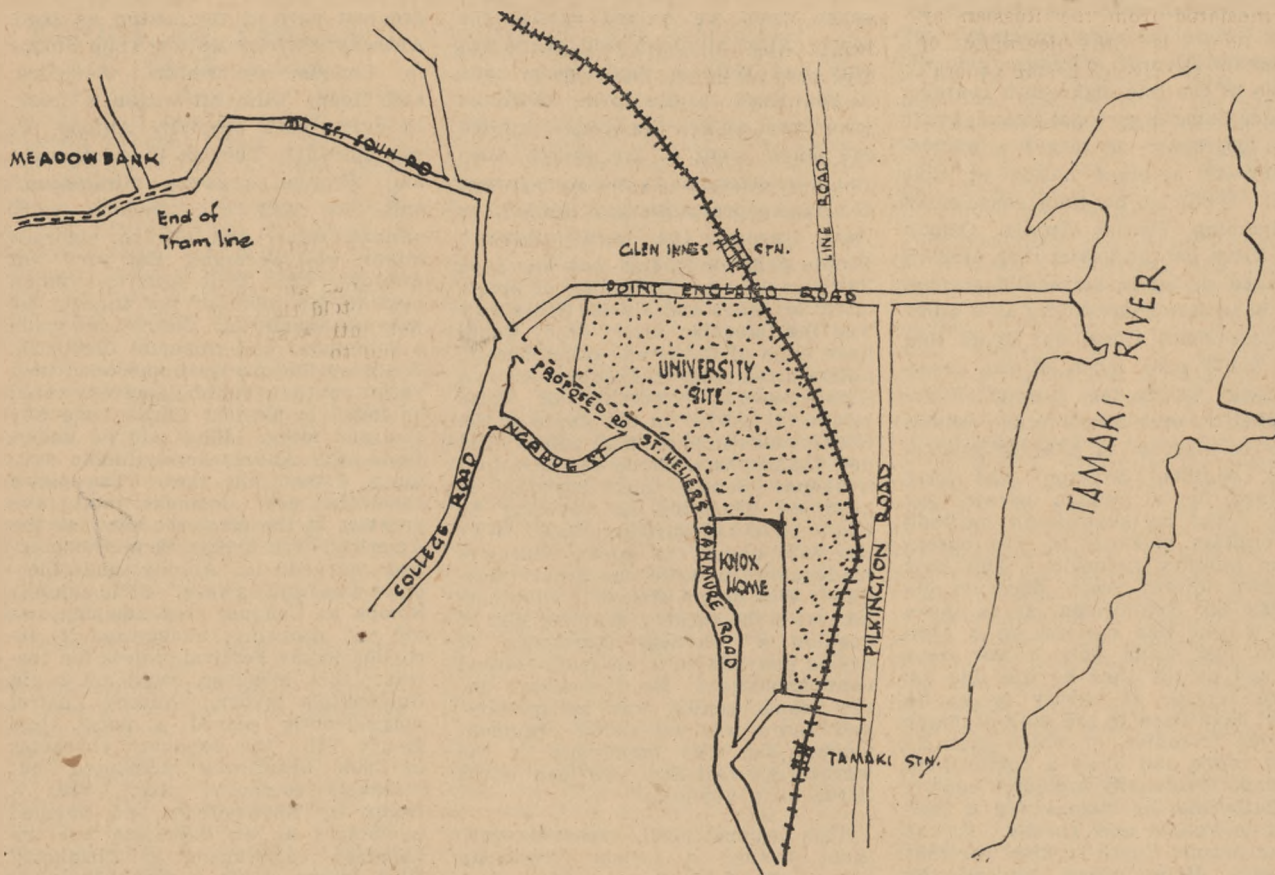 MEADOWBANK
MT. ST. JOHN RD
End of
Tram line
GLEN INNES STN.
LINE ROAD.
POINT ENGLAND ROAD
UNIVERSITY
SITE
PROPOSED RD
NGAHUE ST
ST. HELIERS PANMURE ROAD
COLLEGE ROAD
KNOX
HOME
PILKINGTON ROAD
TAMAKI RIVER
TAMAKI STN.